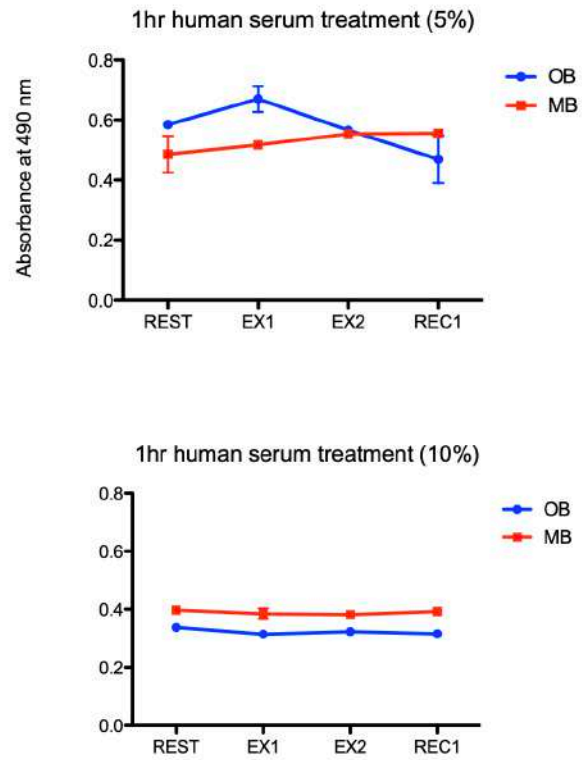 1hr human serum treatment (5%)
Absorbance at 490 nm
0.8
0.6
0.4
0.2
0.0
REST EX1 EX2 REC1
OB
MB
1hr human serum treatment (10%)
0.8
0.6
0.4
0.2
0.0
REST EX1 EX2 REC1
OB
MB